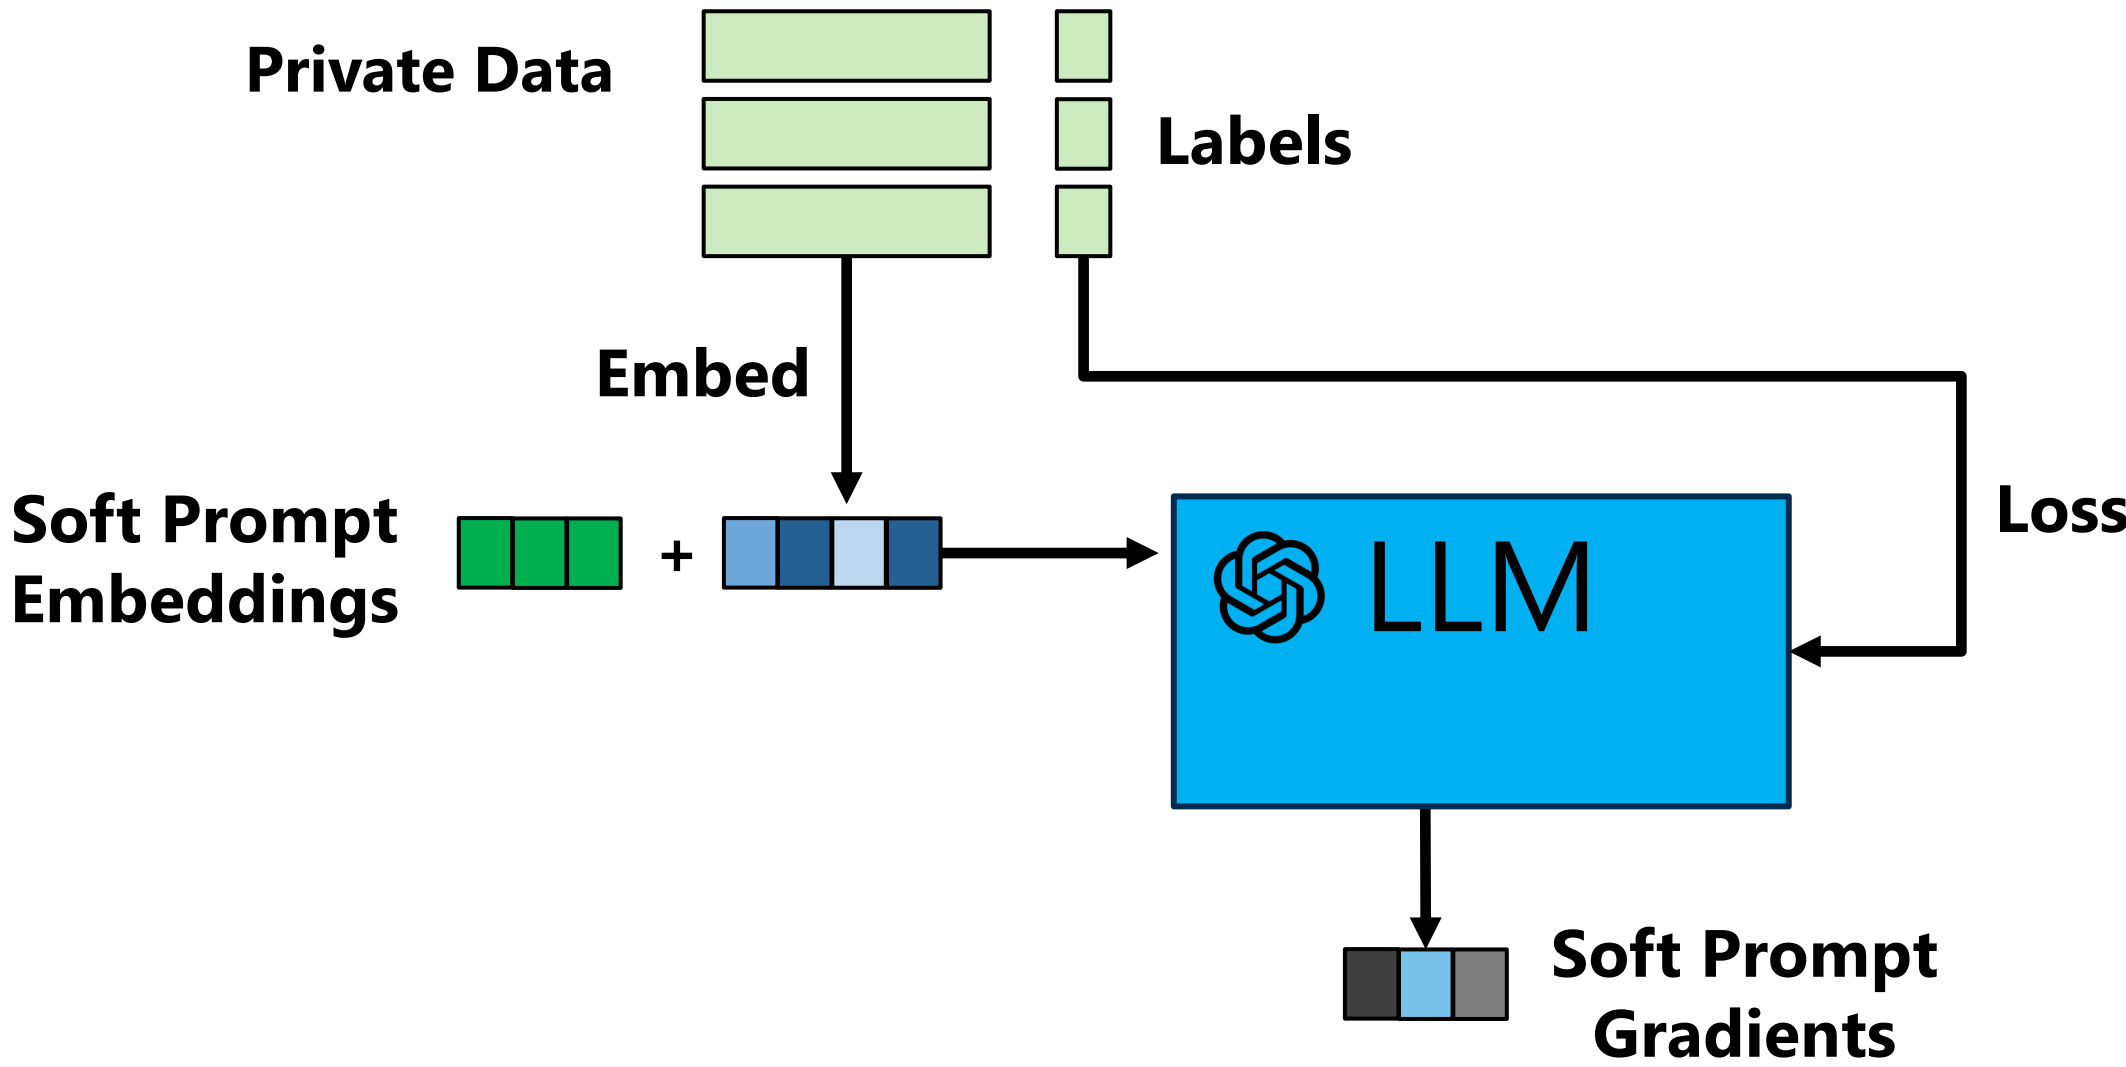 Private Data
Labels
Embed
Soft Prompt
Embeddings
+
LLM
Loss
Soft Prompt
Gradients